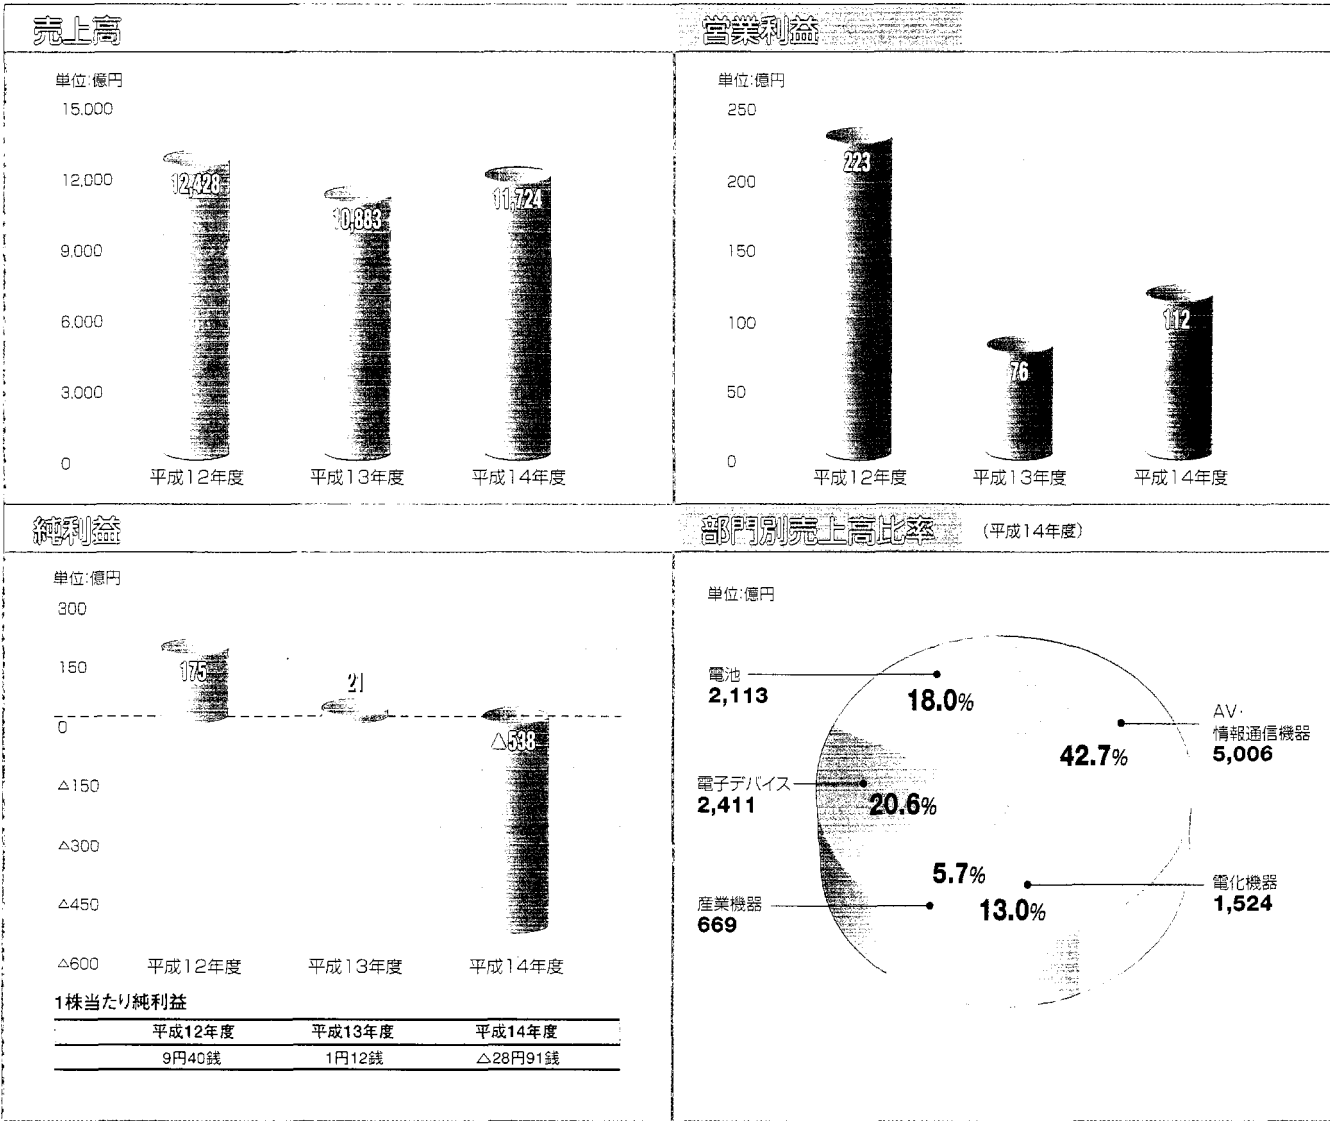 売上高
単位:億円
15,000
12,000
9,000
6,000
3,000
0
12,428
10,883
11,724
平成12年度 平成13年度 平成14年度
営業利益
単位:億円
250
200
150
100
50
0
223
76
112
平成12年度 平成13年度 平成14年度
純利益
単位:億円
300
150
0
△150
△300
△450
△600
175
21
△538
平成12年度 平成13年度 平成14年度
1株当たり純利益
平成12年度 平成13年度 平成14年度
9円40銭 1円12銭 △28円91銭
部門別売上高比率 (平成14年度)
単位:億円
電池
2,113
18.0%
AV・
情報通信機器
5,006
42.7%
電子デバイス
2,411
20.6%
産業機器
669
5.7%
電化機器
1,524
13.0%